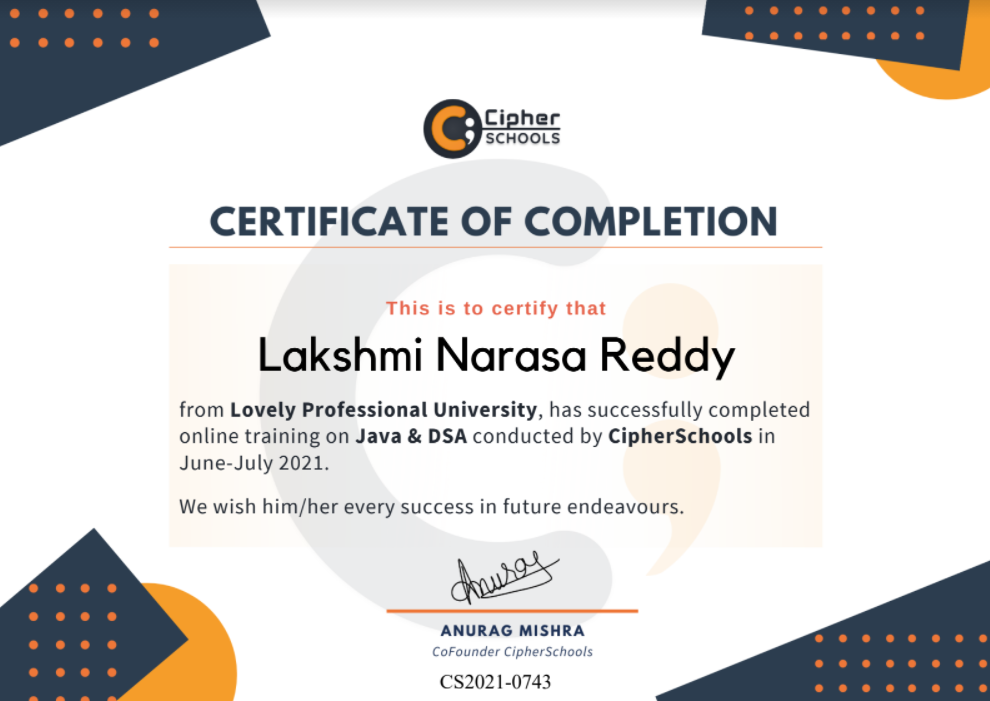 Cipher
SCHOOLS
CERTIFICATE OF COMPLETION
This is to certify that
Lakshmi Narasa Reddy
from Lovely Professional University, has successfully completed
online training on Java & DSA conducted by CipherSchools in
June-July 2021.
We wish him/her every success in future endeavours.
Anurag
ANURAG MISHRA
CoFounder CipherSchools
CS2021-0743